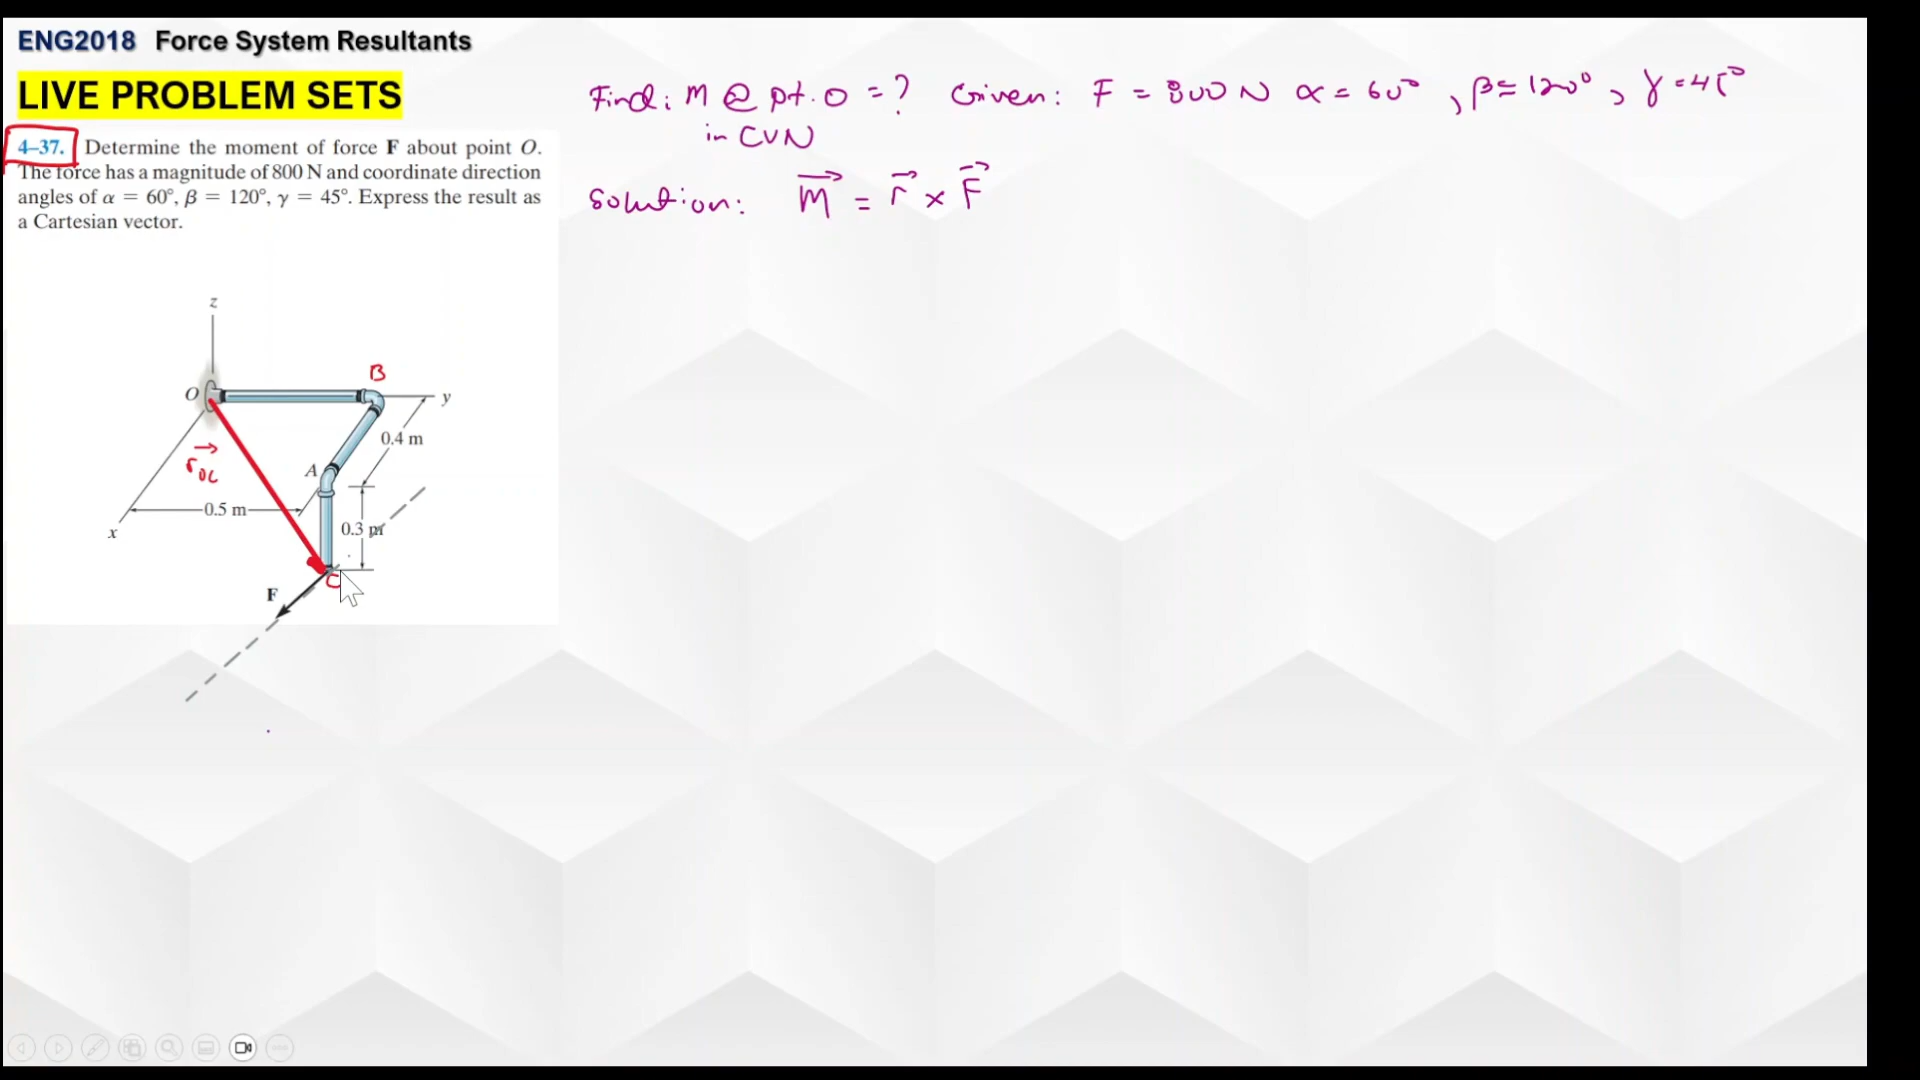 ENG2018 Force System Resultants
LIVE PROBLEM SETS
4–37. Determine the moment of force F about point O.
The force has a magnitude of 800 N and coordinate direction
angles of α = 60°, β = 120°, γ = 45°. Express the result as
a Cartesian vector.
Find: M @ pt. O = ? Given: F = 800 N α = 60°, β = 120°, γ = 45°
in CVN
Solution: M = r × F
z
B
O
y
0.4 m
r OC
A
0.5 m
0.3 m
x
C
F